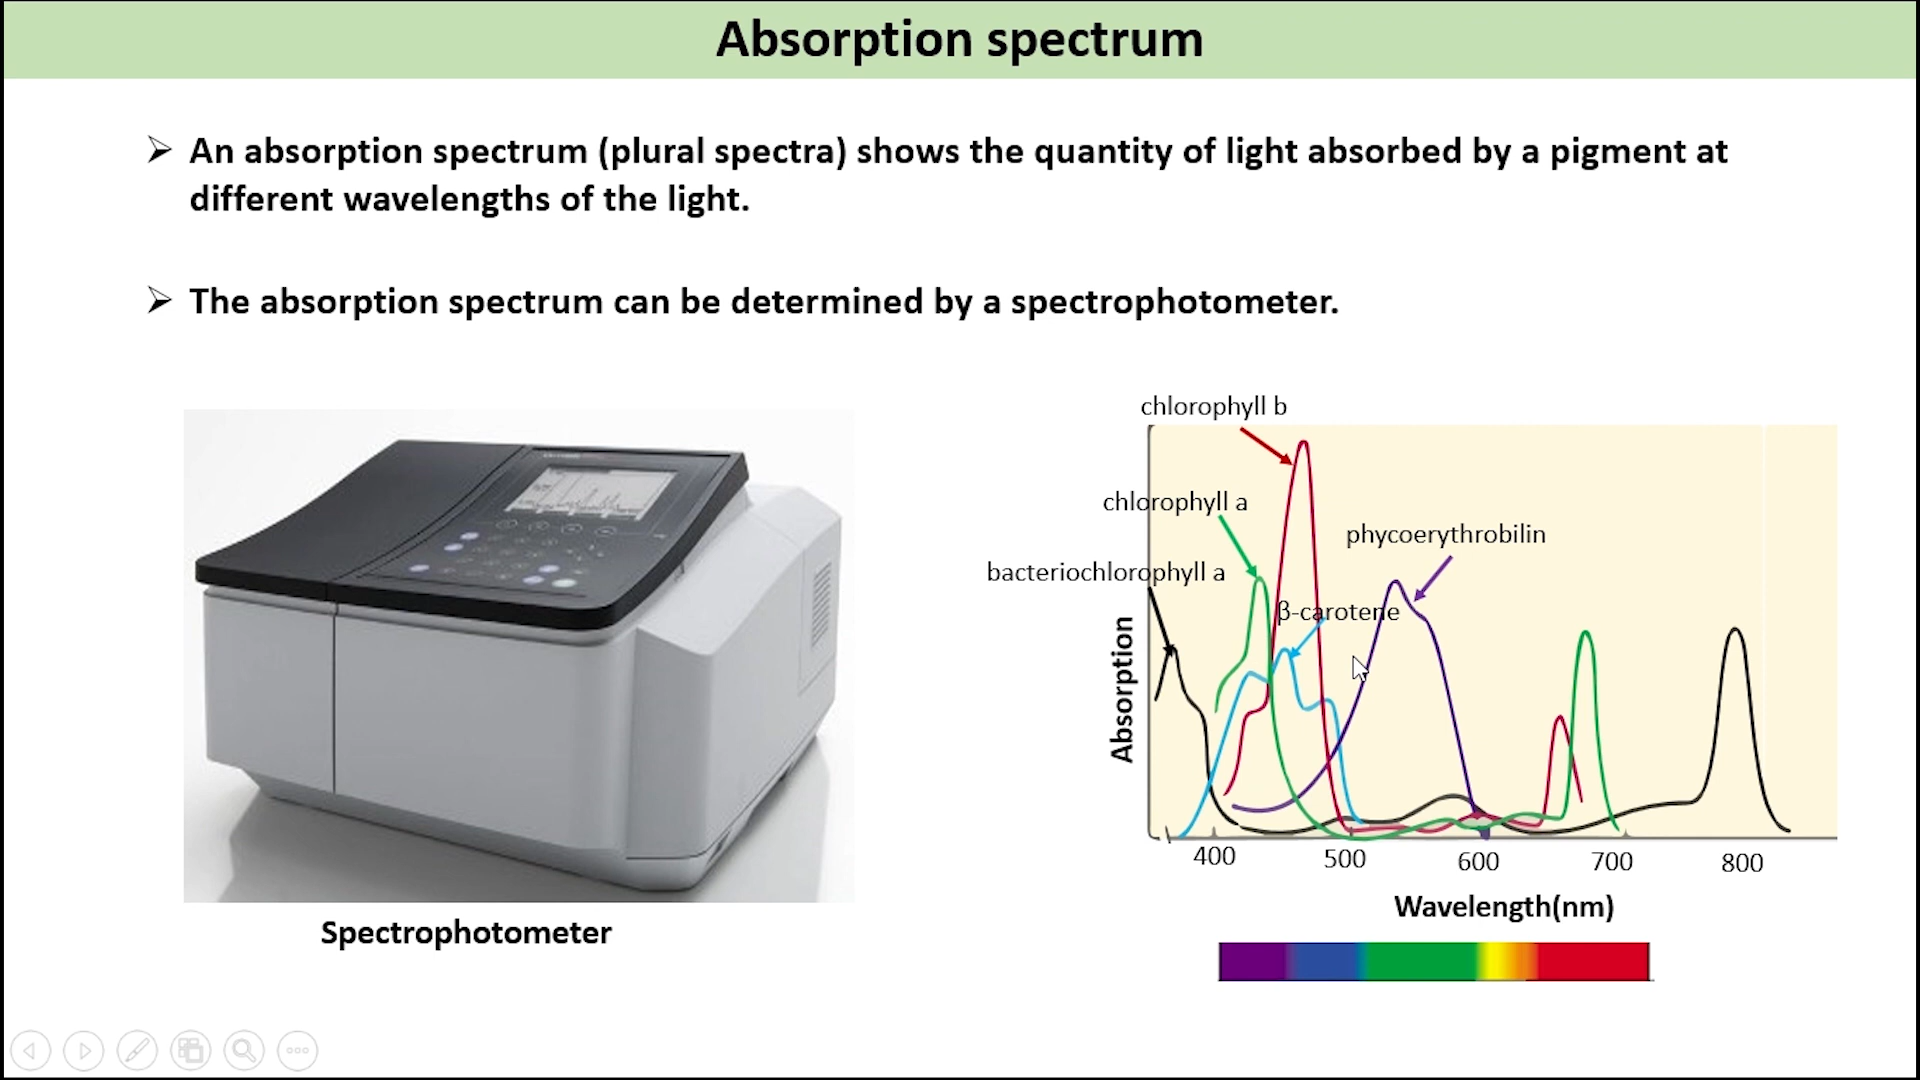 Absorption spectrum
An absorption spectrum (plural spectra) shows the quantity of light absorbed by a pigment at
different wavelengths of the light.
The absorption spectrum can be determined by a spectrophotometer.
chlorophyll b
chlorophyll a
phycoerythrobilin
bacteriochlorophyll a
β-carotene
Absorption
400 500 600 700 800
Wavelength(nm)
Spectrophotometer